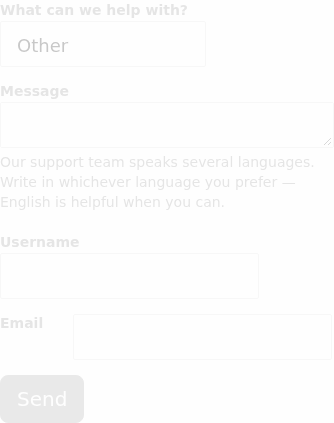 What can we help with?
Other
Message
Our support team speaks several languages.
Write in whichever language you prefer —
English is helpful when you can.
Username
Email
Send